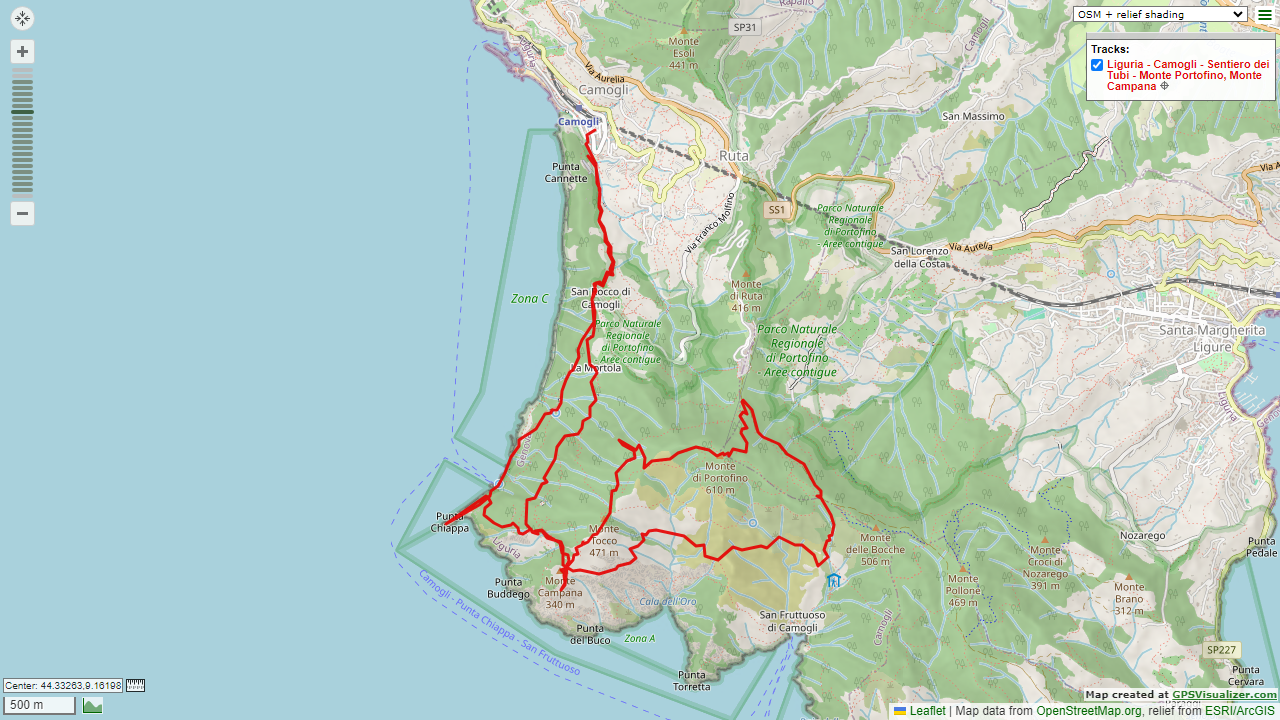 OSM + relief shading
Tracks:
Liguria - Camogli - Sentiero dei
Tubi - Monte Portofino, Monte
Campana
Rapallo
SP31
Monte
Esoli
441 m
Via Aurelia
Camogli
Camogli
San Massimo
Punta
Cannette
Ruta
Via A
SS1
Parco Naturale
Regionale
di Portofino
- Aree contigue
Via Franco Molfino
Via Aurelia
San Lorenzo
della Costa
Zona C
San Rocco di
Camogli
Monte
di Ruta
416 m
Parco Naturale
Regionale
di Portofino
- Aree contigue
Parco Naturale
Regionale
di Portofino
- Aree contigue
Santa Margherita
Ligure
La Mortola
Liguria
Genova
Monte
di Portofino
610 m
Punta
Chiappa
Liguria
Monte
Tocco
471 m
Monte
delle Bocche
506 m
Nozarego
Monte
Croci di
Nozarego
391 m
Punta
Pedale
Punta
Buddego
Monte
Campana
340 m
Monte
Pollone
469 m
Monte
Brano
312 m
Cala dell'Oro
Camogli - Punta Chiappa - San Fruttuoso
San Fruttuoso
di Camogli
Camogli
Punta
del Buco
Zona A
SP227
Punta
Torretta
Punta
Cervara
Center: 44.33263,9.16198
500 m
Map created at GPSVisualizer.com
Leaflet | Map data from OpenStreetMap.org, relief from ESRI/ArcGIS